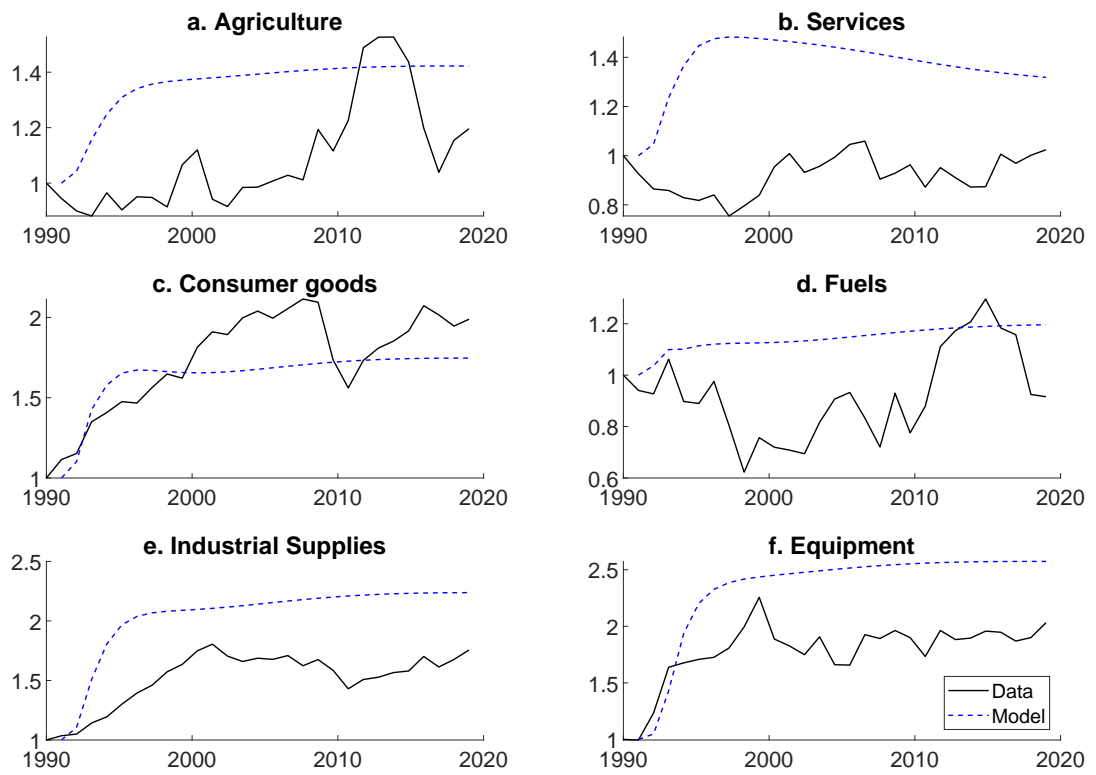 a. Agriculture
1.4
1.2
1
1990 2000 2010 2020
b. Services
1.4
1.2
1
0.8
1990 2000 2010 2020
c. Consumer goods
2
1.5
1
1990 2000 2010 2020
d. Fuels
1.2
1
0.8
0.6
1990 2000 2010 2020
e. Industrial Supplies
2.5
2
1.5
1
1990 2000 2010 2020
f. Equipment
2.5
2
1.5
1
1990 2000 2010 2020
Data
Model